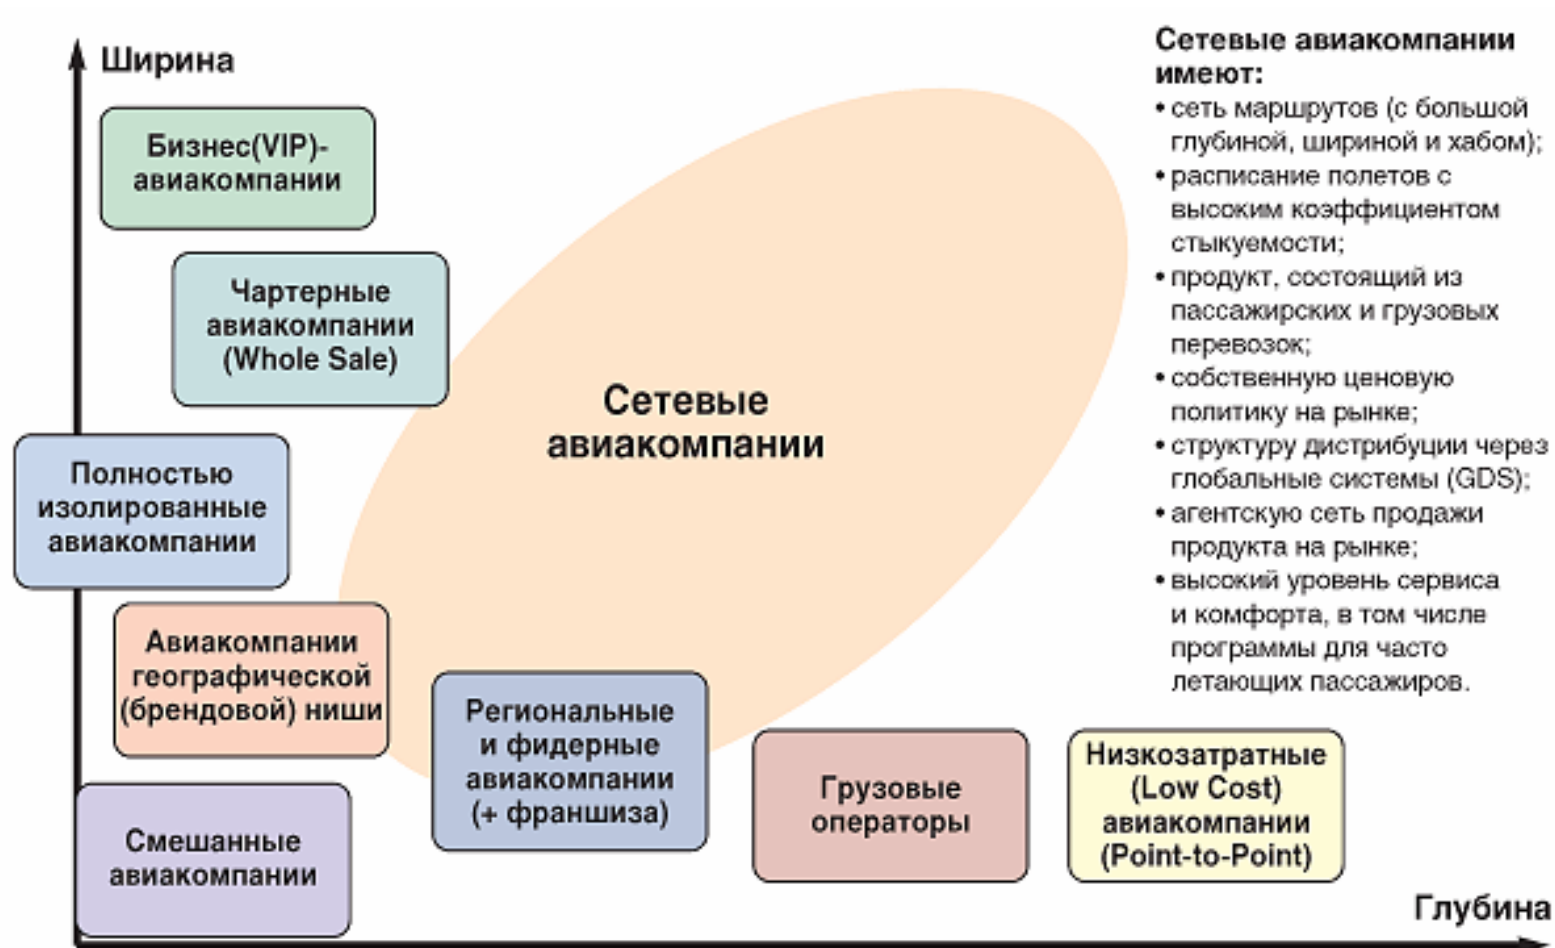 Ширина
Бизнес(VIP)-
авиакомпании
Чартерные
авиакомпании
(Whole Sale)
Полностью
изолированные
авиакомпании
Авиакомпании
географической
(брендовой) ниши
Смешанные
авиакомпании
Сетевые
авиакомпании
Региональные
и фидерные
авиакомпании
(+ франшиза)
Грузовые
операторы
Низкозатратные
(Low Cost)
авиакомпании
(Point-to-Point)
Глубина
Сетевые авиакомпании
имеют:
• сеть маршрутов (с большой
глубиной, шириной и хабом);
• расписание полетов с
высоким коэффициентом
стыкуемости;
• продукт, состоящий из
пассажирских и грузовых
перевозок;
• собственную ценовую
политику на рынке;
• структуру дистрибуции через
глобальные системы (GDS);
• агентскую сеть продажи
продукта на рынке;
• высокий уровень сервиса
и комфорта, в том числе
программы для часто
летающих пассажиров.